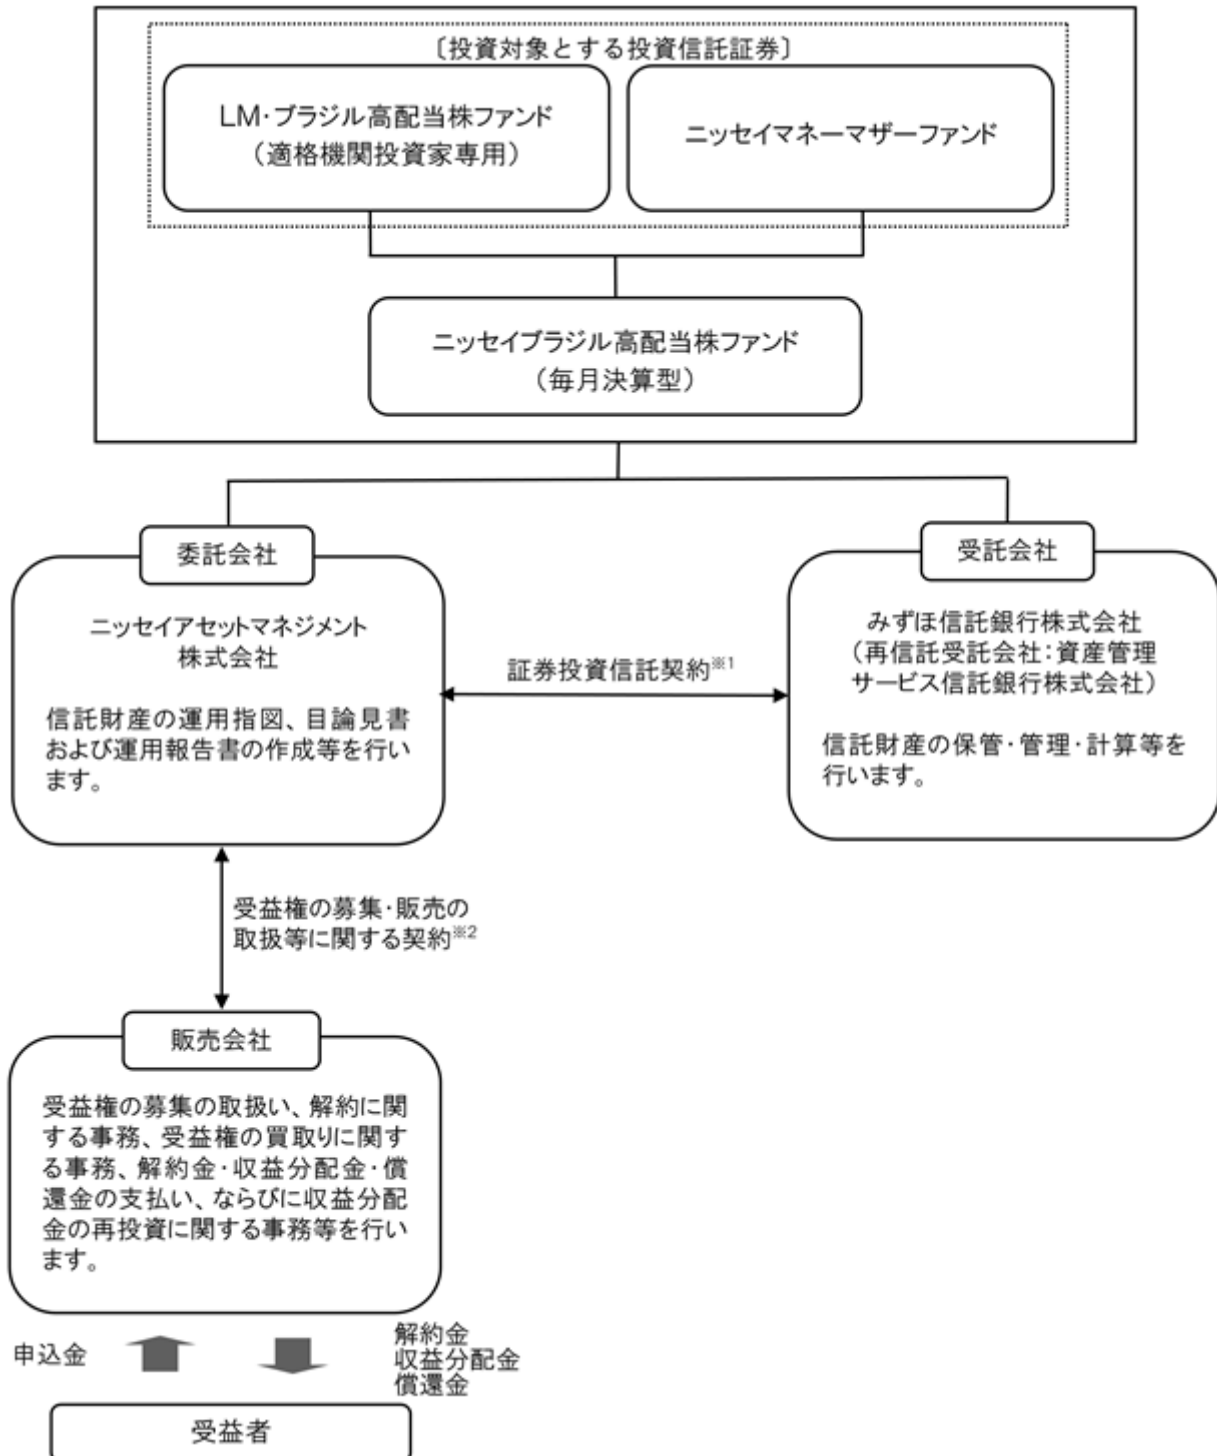 〔投資対象とする投資信託証券〕
LM・ブラジル高配当株ファンド
（適格機関投資家専用）
ニッセイマネーマザーファンド
ニッセイブラジル高配当株ファンド
（毎月決算型）
委託会社
ニッセイアセットマネジメント
株式会社
信託財産の運用指図、目論見書
および運用報告書の作成等を行い
ます。
証券投資信託契約※1
受託会社
みずほ信託銀行株式会社
（再信託受託会社：資産管理
サービス信託銀行株式会社）
信託財産の保管・管理・計算等を
行います。
受益権の募集・販売の
取扱等に関する契約※2
販売会社
受益権の募集の取扱い、解約に関
する事務、受益権の買取りに関す
る事務、解約金・収益分配金・償
還金の支払い、ならびに収益分配
金の再投資に関する事務等を行い
ます。
申込金
解約金
収益分配金
償還金
受益者